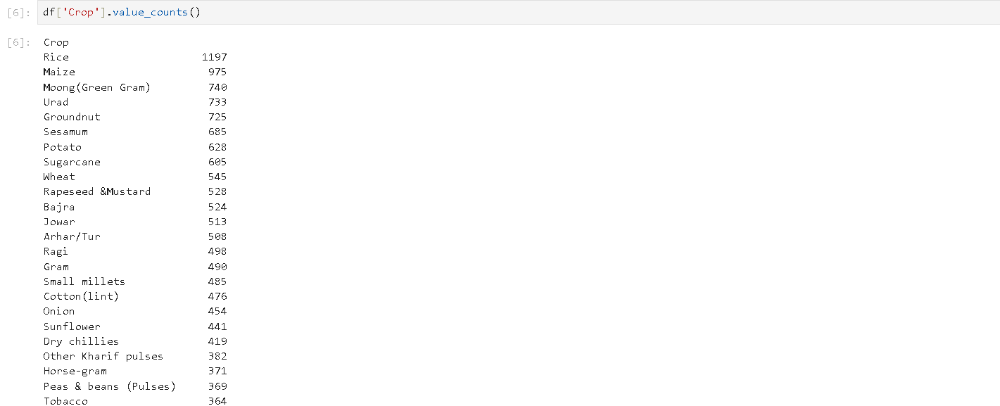 [6]: df['Crop'].value_counts()
[6]: Crop
Rice 1197
Maize 975
Moong(Green Gram) 740
Urad 733
Groundnut 725
Sesamum 685
Potato 628
Sugarcane 605
Wheat 545
Rapeseed &Mustard 528
Bajra 524
Jowar 513
Arhar/Tur 508
Ragi 498
Gram 490
Small millets 485
Cotton(lint) 476
Onion 454
Sunflower 441
Dry chillies 419
Other Kharif pulses 382
Horse-gram 371
Peas & beans (Pulses) 369
Tobacco 364